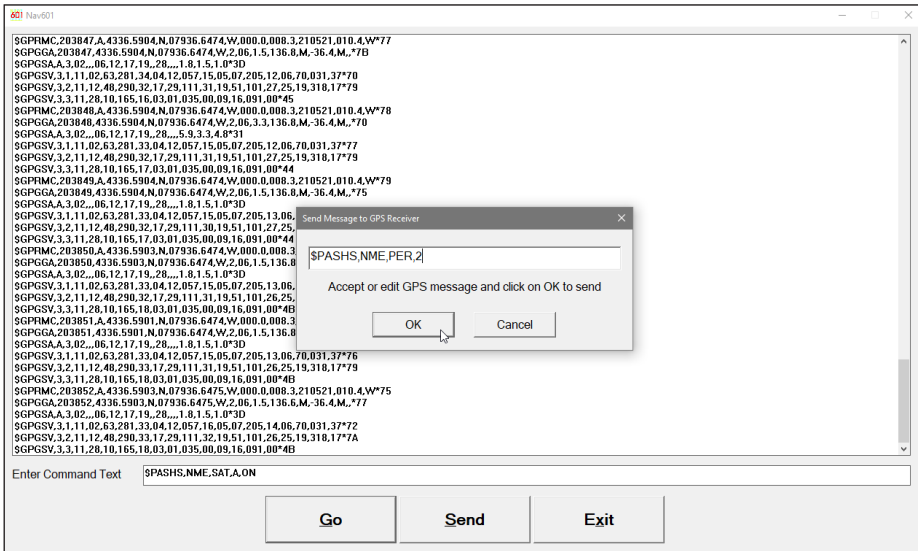 601 Nav601
$GPRMC,203847,A,4336.5904,N,07936.6474,W,000.0,008.3,210521,010.4,W*77
$GPGGA,203847,4336.5904,N,07936.6474,W,2,06,1.5,136.8,M,-36.4,M,,*7B
$GPGSA,A,3,02,,,06,12,17,19,,28,,,,1.8,1.5,1.0*3D
$GPGSV,3,1,11,02,63,281,34,04,12,057,15,05,07,205,12,06,70,031,37*70
$GPGSV,3,2,11,12,48,290,32,17,29,111,31,19,51,101,27,25,19,318,17*79
$GPGSV,3,3,11,28,10,165,16,03,01,035,00,09,16,091,00*45
$GPRMC,203848,A,4336.5904,N,07936.6474,W,000.0,008.3,210521,010.4,W*78
$GPGGA,203848,4336.5904,N,07936.6474,W,2,06,3.3,136.8,M,-36.4,M,,*70
$GPGSA,A,3,02,,,06,12,17,19,,28,,,,5.9,3.3,4.8*31
$GPGSV,3,1,11,02,63,281,33,04,12,057,15,05,07,205,12,06,70,031,37*77
$GPGSV,3,2,11,12,48,290,32,17,29,111,31,19,51,101,27,25,19,318,17*79
$GPGSV,3,3,11,28,10,165,17,03,01,035,00,09,16,091,00*44
$GPRMC,203849,A,4336.5904,N,07936.6474,W,000.0,008.3,210521,010.4,W*79
$GPGGA,203849,4336.5904,N,07936.6474,W,2,06,1.5,136.8,M,-36.4,M,,*75
$GPGSA,A,3,02,,,06,12,17,19,,28,,,,1.8,1.5,1.0*3D
$GPGSV,3,1,11,02,63,281,33,04,12,057,15,05,07,205,13,06,
$GPGSV,3,2,11,12,48,290,32,17,29,111,30,19,51,101,27,25,
$GPGSV,3,3,11,28,10,165,17,03,01,035,00,09,16,091,00*44
$GPRMC,203850,A,4336.5903,N,07936.6474,W,000.0,008.3
$GPGGA,203850,4336.5903,N,07936.6474,W,2,06,1.5,136.8
$GPGSA,A,3,02,,,06,12,17,19,,28,,,,1.8,1.5,1.0*3D
$GPGSV,3,1,11,02,63,281,33,04,12,057,15,05,07,205,13,06,
$GPGSV,3,2,11,12,48,290,33,17,29,111,31,19,51,101,26,25,
$GPGSV,3,3,11,28,10,165,18,03,01,035,00,09,16,091,00*4B
$GPRMC,203851,A,4336.5901,N,07936.6474,W,000.0,008.3
$GPGGA,203851,4336.5901,N,07936.6474,W,2,06,1.5,136.8
$GPGSA,A,3,02,,,06,12,17,19,,28,,,,1.8,1.5,1.0*3D
$GPGSV,3,1,11,02,63,281,33,04,12,057,15,05,07,205,13,06,70,031,37*76
$GPGSV,3,2,11,12,48,290,33,17,29,111,31,19,51,101,26,25,19,318,17*79
$GPGSV,3,3,11,28,10,165,18,03,01,035,00,09,16,091,00*4B
$GPRMC,203852,A,4336.5903,N,07936.6475,W,000.0,008.3,210521,010.4,W*75
$GPGGA,203852,4336.5903,N,07936.6475,W,2,06,1.5,136.6,M,-36.4,M,,*77
$GPGSA,A,3,02,,,06,12,17,19,,28,,,,1.8,1.5,1.0*3D
$GPGSV,3,1,11,02,63,281,33,04,12,057,16,05,07,205,14,06,70,031,37*72
$GPGSV,3,2,11,12,48,290,33,17,29,111,32,19,51,101,26,25,19,318,17*7A
$GPGSV,3,3,11,28,10,165,18,03,01,035,00,09,16,091,00*4B
Send Message to GPS Receiver
$PASHS,NME,PER,2
Accept or edit GPS message and click on OK to send
OK Cancel
Enter Command Text $PASHS,NME,SAT,A,ON
Go Send Exit